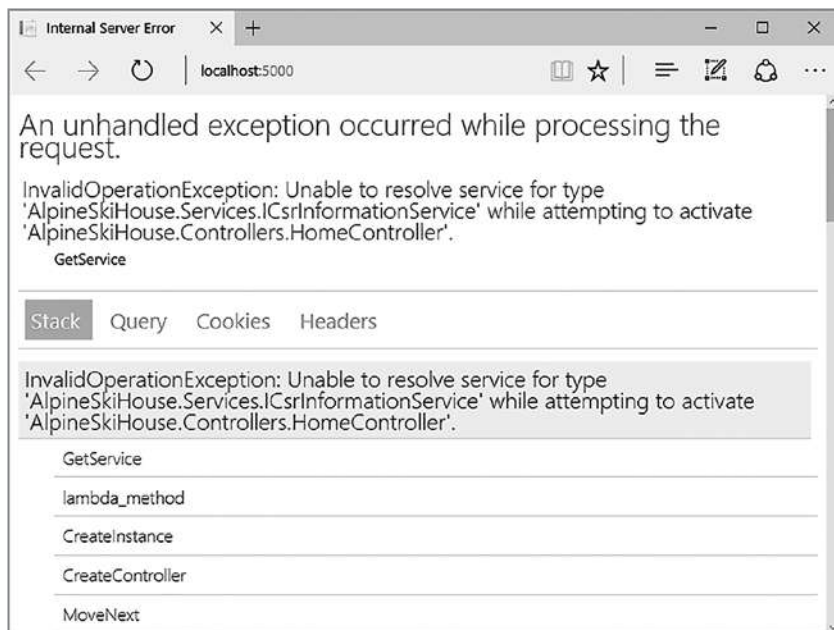 Internal Server Error
localhost:5000
An unhandled exception occurred while processing the
request.
InvalidOperationException: Unable to resolve service for type
'AlpineSkiHouse.Services.ICsrInformationService' while attempting to activate
'AlpineSkiHouse.Controllers.HomeController'.
GetService
Stack Query Cookies Headers
InvalidOperationException: Unable to resolve service for type
'AlpineSkiHouse.Services.ICsrInformationService' while attempting to activate
'AlpineSkiHouse.Controllers.HomeController'.
GetService
lambda_method
CreateInstance
CreateController
MoveNext